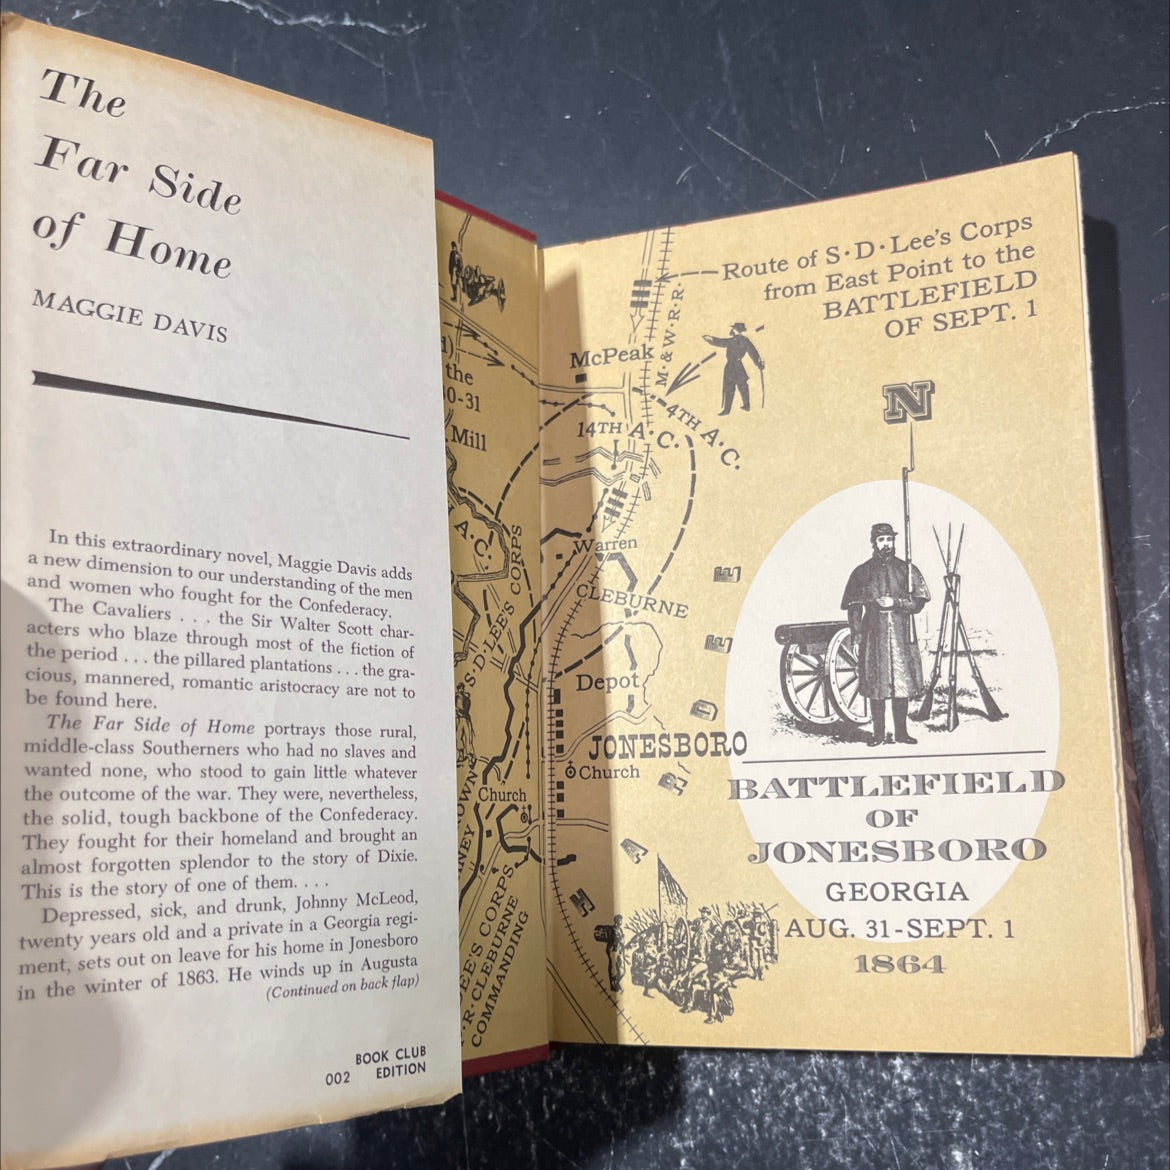 The
Far Side
of Home
MAGGIE DAVIS
In this extraordinary novel, Maggie Davis adds
a new dimension to our understanding of the men
and women who fought for the Confederacy.
The Cavaliers . . . the Sir Walter Scott char-
acters who blaze through most of the fiction of
the period . . . the pillared plantations . . . the gra-
cious, mannered, romantic aristocracy are not to
be found here.
The Far Side of Home portrays those rural,
middle-class Southerners who had no slaves and
wanted none, who stood to gain little whatever
the outcome of the war. They were, nevertheless,
the solid, tough backbone of the Confederacy.
They fought for their homeland and brought an
almost forgotten splendor to the story of Dixie.
This is the story of one of them. . . .
Depressed, sick, and drunk, Johnny McLeod,
twenty years old and a private in a Georgia regi-
ment, sets out on leave for his home in Jonesboro
in the winter of 1863. He winds up in Augusta
(Continued on back flap)
BOOK CLUB
002 EDITION
the
0-31
Mill
A.C.
S.D.LEE'S CORPS
Church
LEE'S CORPS
R. CLEBURNE
COMMANDING
Route of S·D·Lee's Corps
from East Point to the
BATTLEFIELD
OF SEPT. 1
M.&W.R.R.
McPeak
4TH A.C.
14TH A.C.
Warren
CLEBURNE
Depot
JONESBORO
Church
HARDEE
N
BATTLEFIELD
OF
JONESBORO
GEORGIA
AUG. 31-SEPT. 1
1864